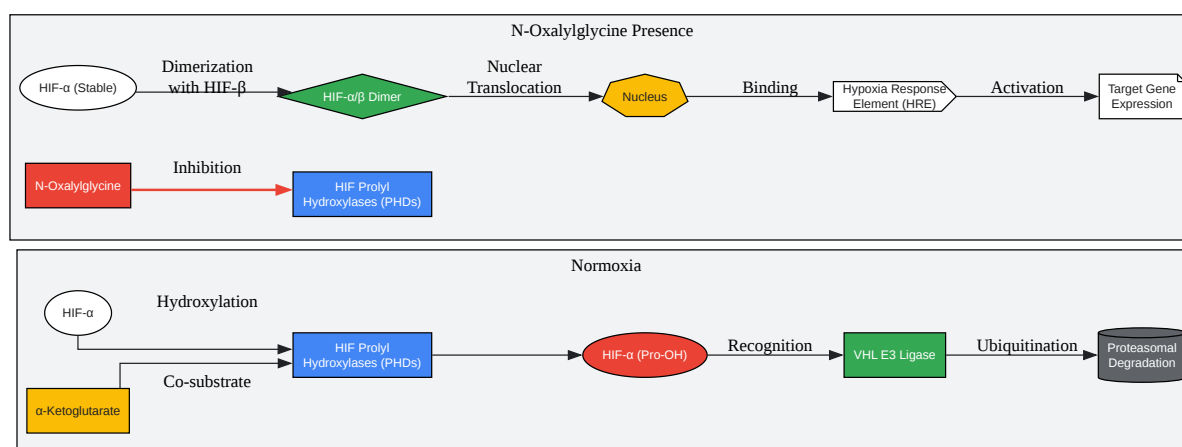 N-Oxalylglycine Presence
HIF-α (Stable)
Dimerization
with HIF-β
HIF-α/β Dimer
Nuclear
Translocation
Nucleus
Binding
Hypoxia Response
Element (HRE)
Activation
Target Gene
Expression
N-Oxalylglycine
Inhibition
HIF Prolyl
Hydroxylases (PHDs)
Normoxia
HIF-α
Hydroxylation
α-Ketoglutarate
Co-substrate
HIF Prolyl
Hydroxylases (PHDs)
HIF-α (Pro-OH)
Recognition
VHL E3 Ligase
Ubiquitination
Proteasomal
Degradation